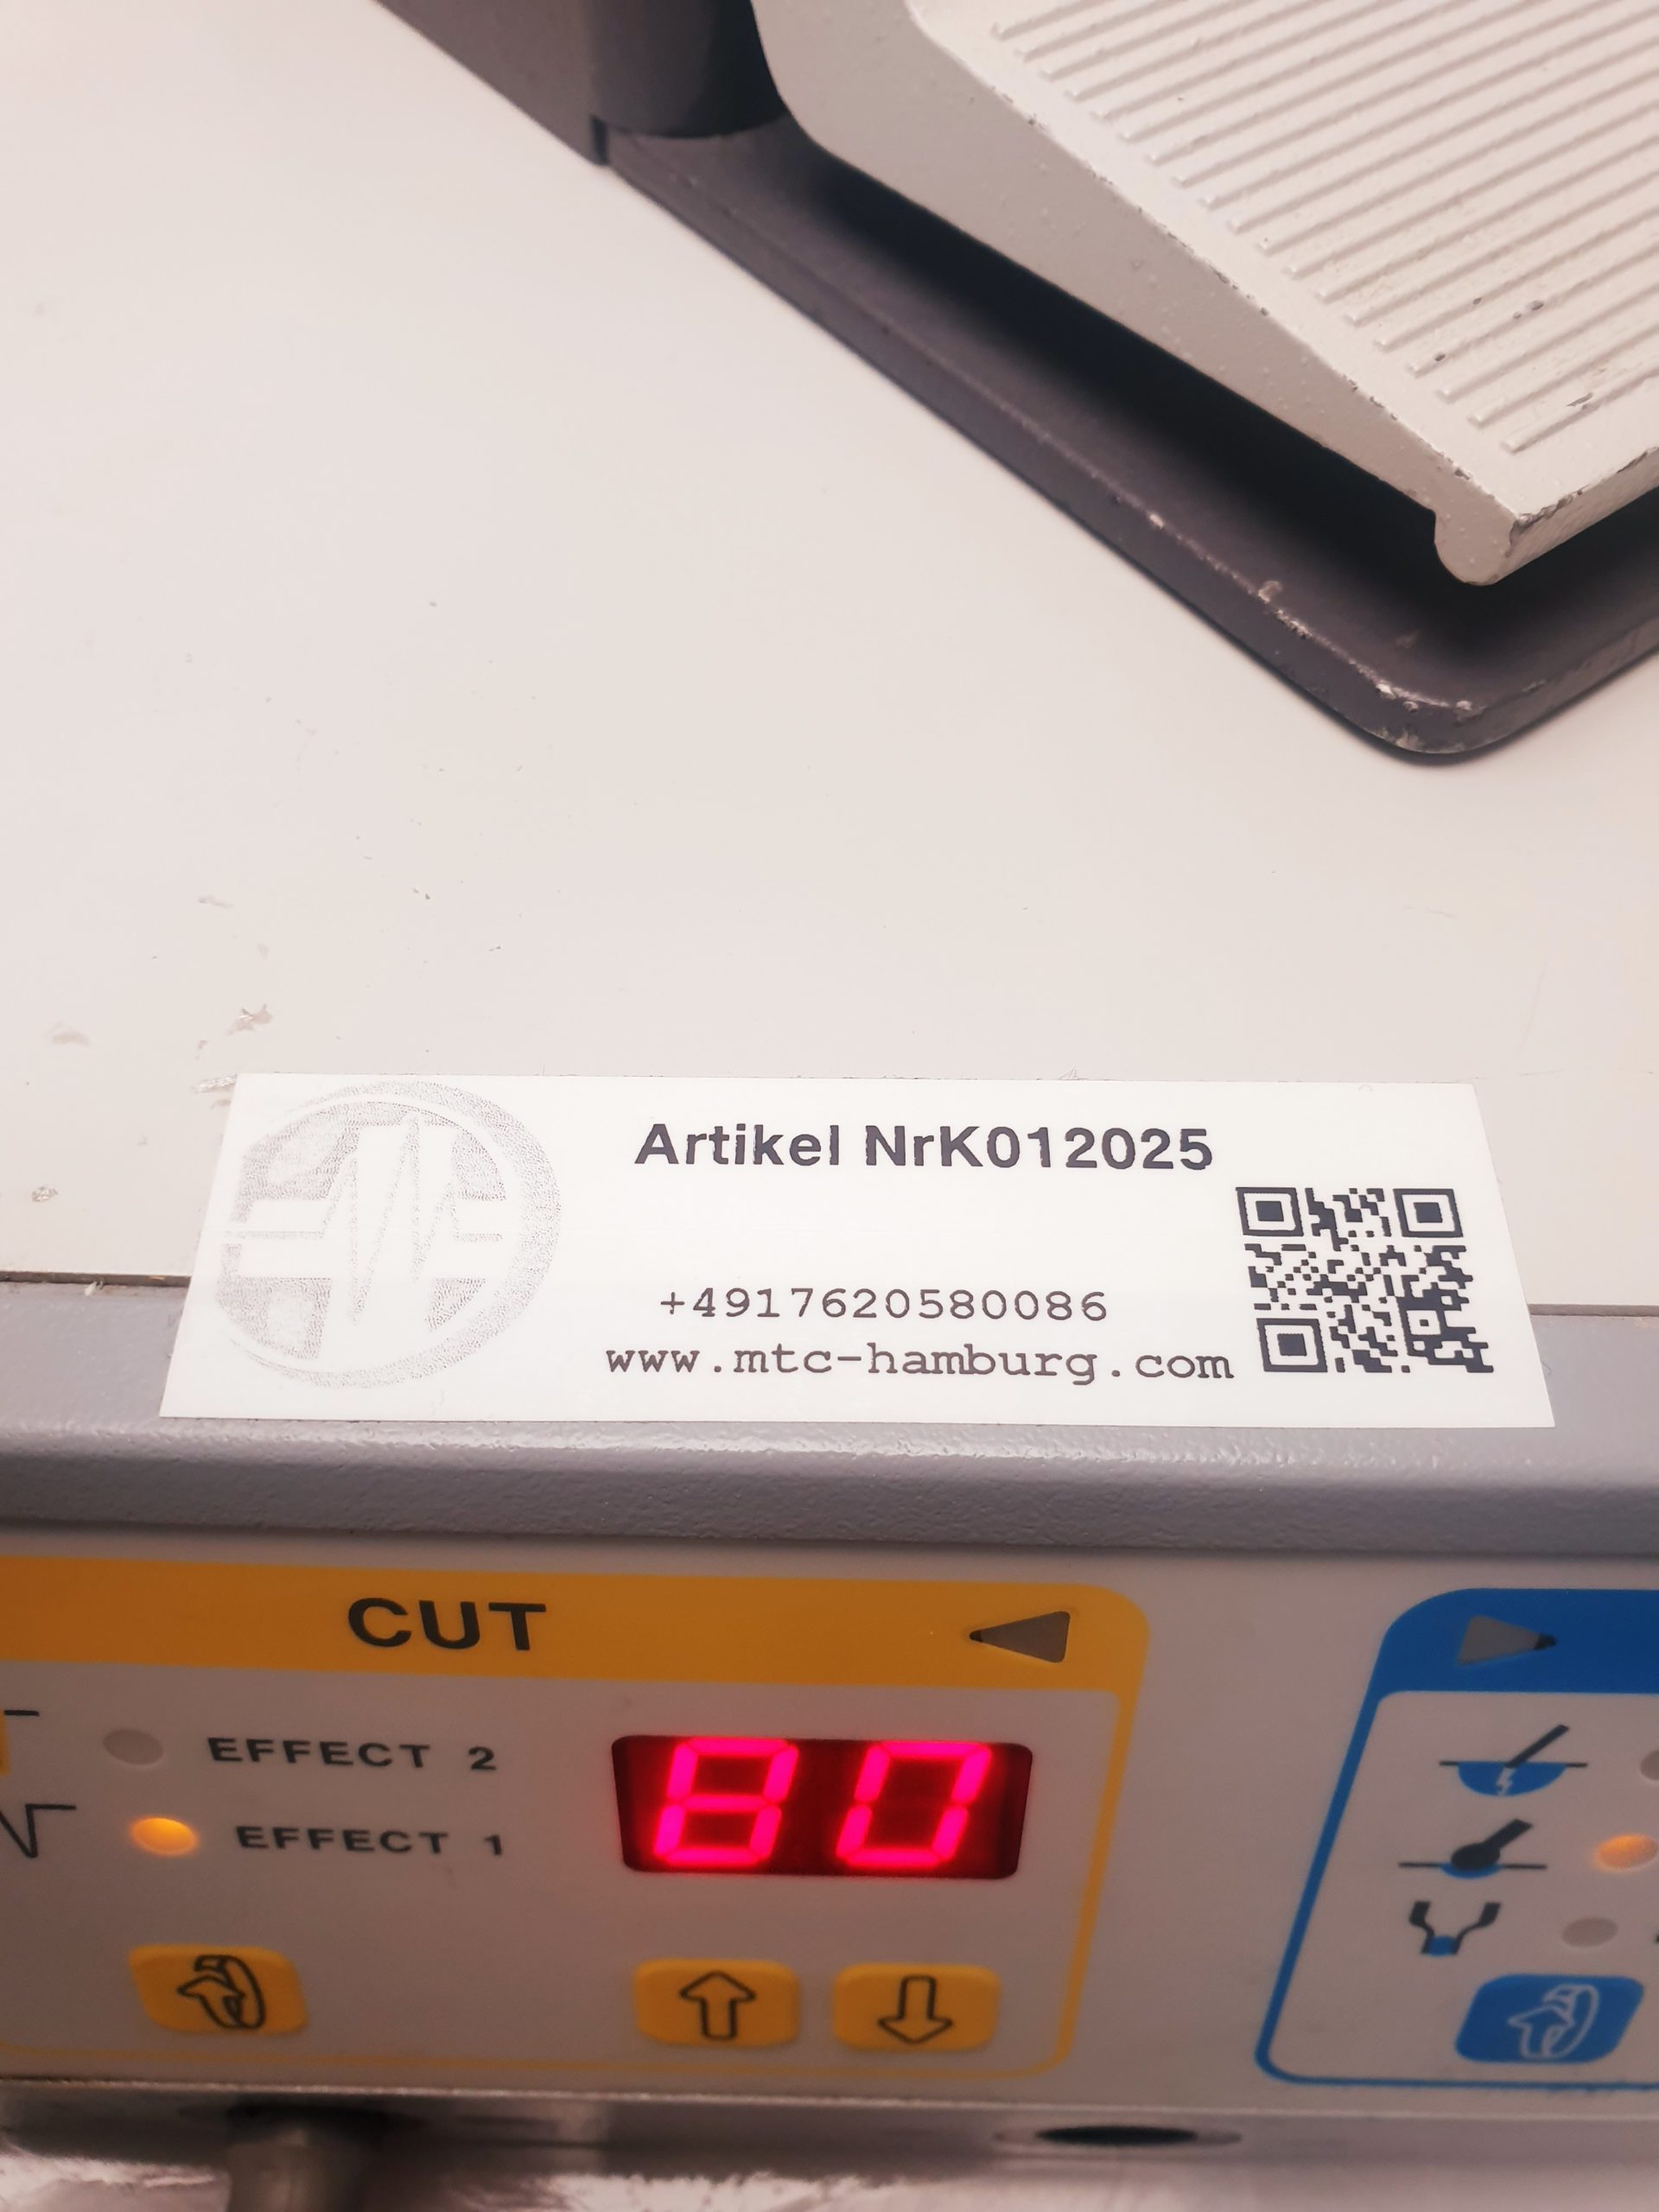 Artikel NrK012025
+4917620580086
www.mtc-hamburg.com
CUT
EFFECT 2
EFFECT 1
80